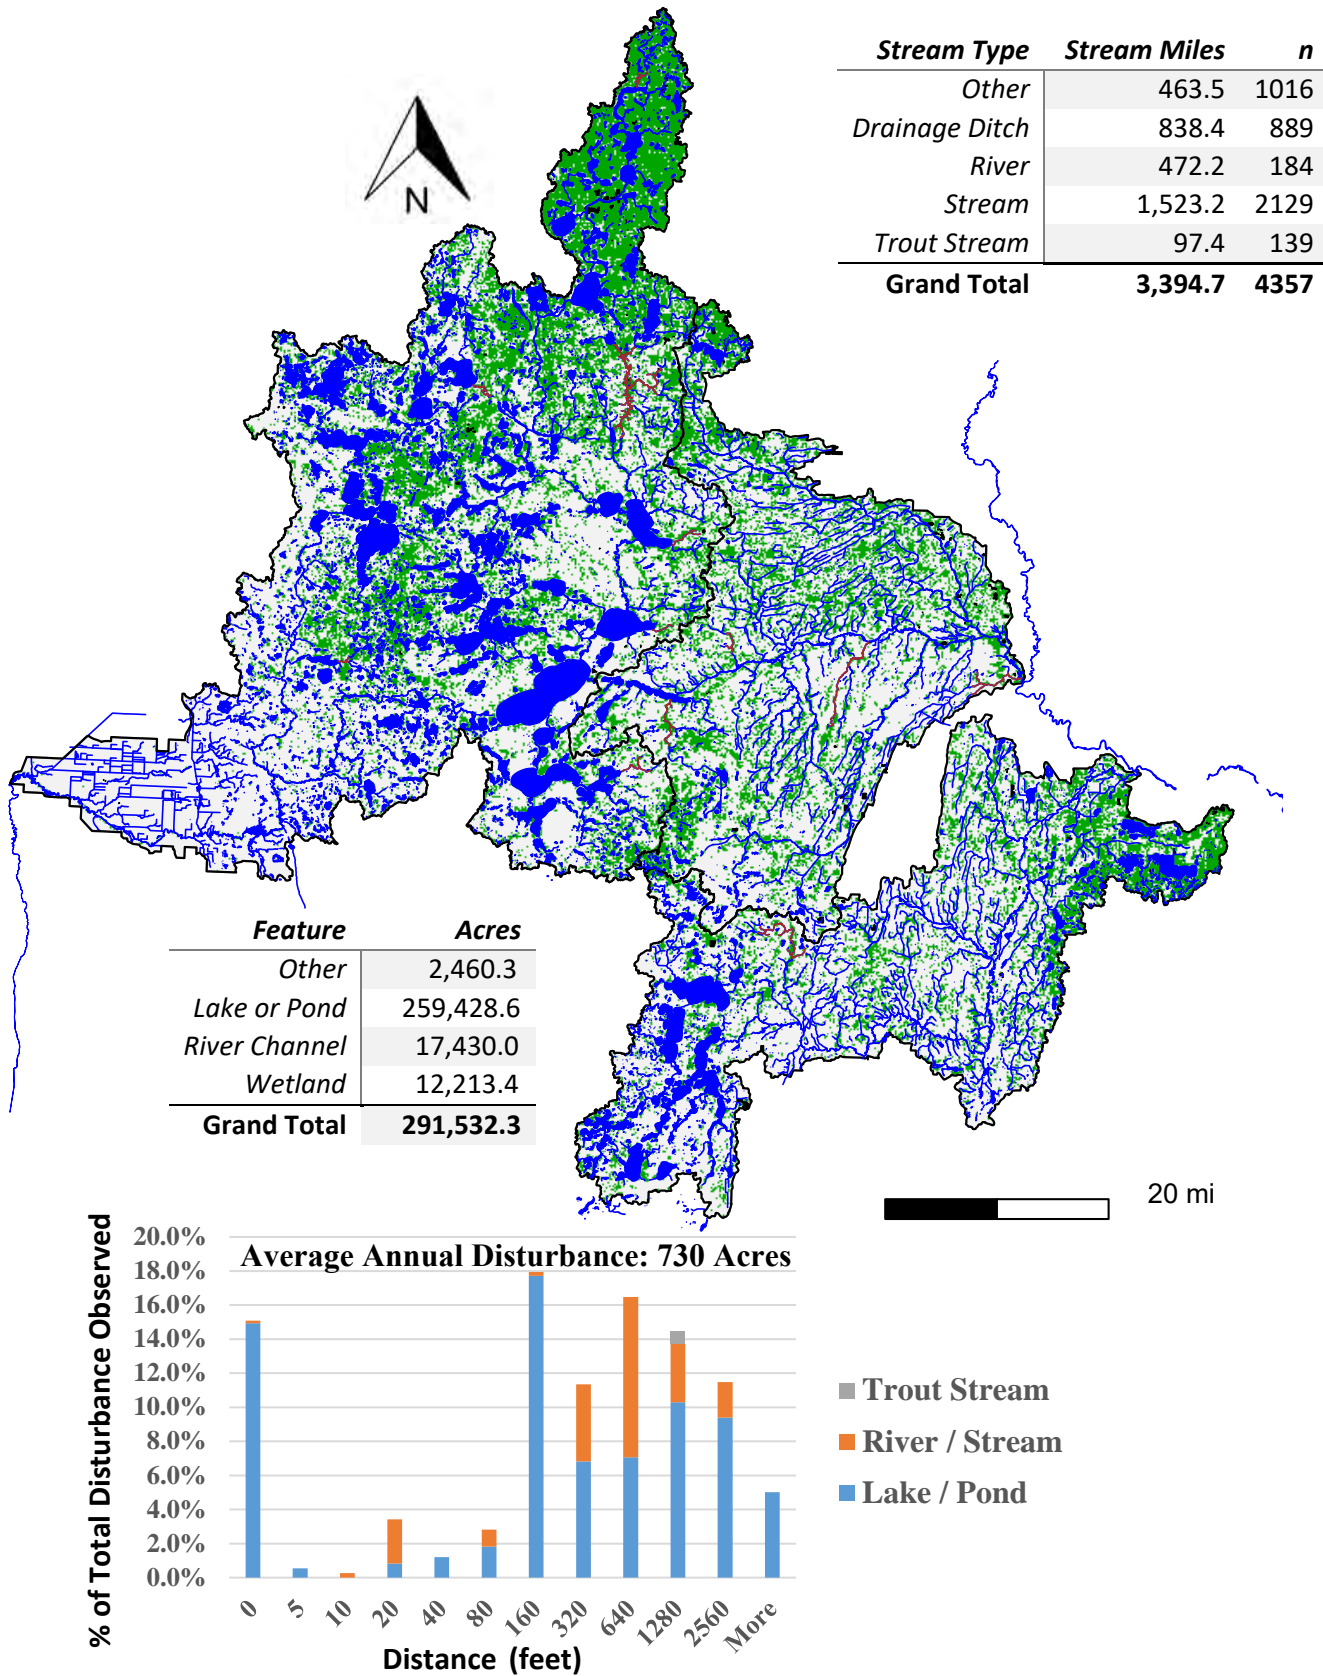 Stream Type Stream Miles n
Other 463.5 1016
Drainage Ditch 838.4 889
River 472.2 184
Stream 1,523.2 2129
Trout Stream 97.4 139
Grand Total 3,394.7 4357
N
Feature Acres
Other 2,460.3
Lake or Pond 259,428.6
River Channel 17,430.0
Wetland 12,213.4
Grand Total 291,532.3
20 mi
Average Annual Disturbance: 730 Acres
% of Total Disturbance Observed
20.0%
18.0%
16.0%
14.0%
12.0%
10.0%
8.0%
6.0%
4.0%
2.0%
0.0%
0 5 10 20 40 80 160 320 640 1280 2560 More
Distance (feet)
Trout Stream
River / Stream
Lake / Pond